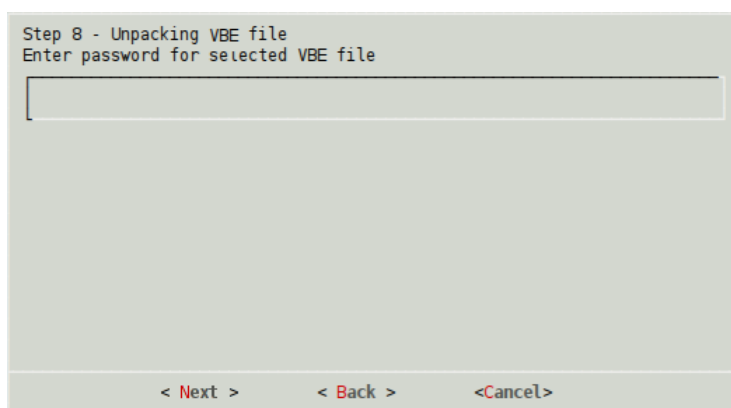 Step 8 - Unpacking VBE file
Enter password for selected VBE file
< Next > < Back > <Cancel>